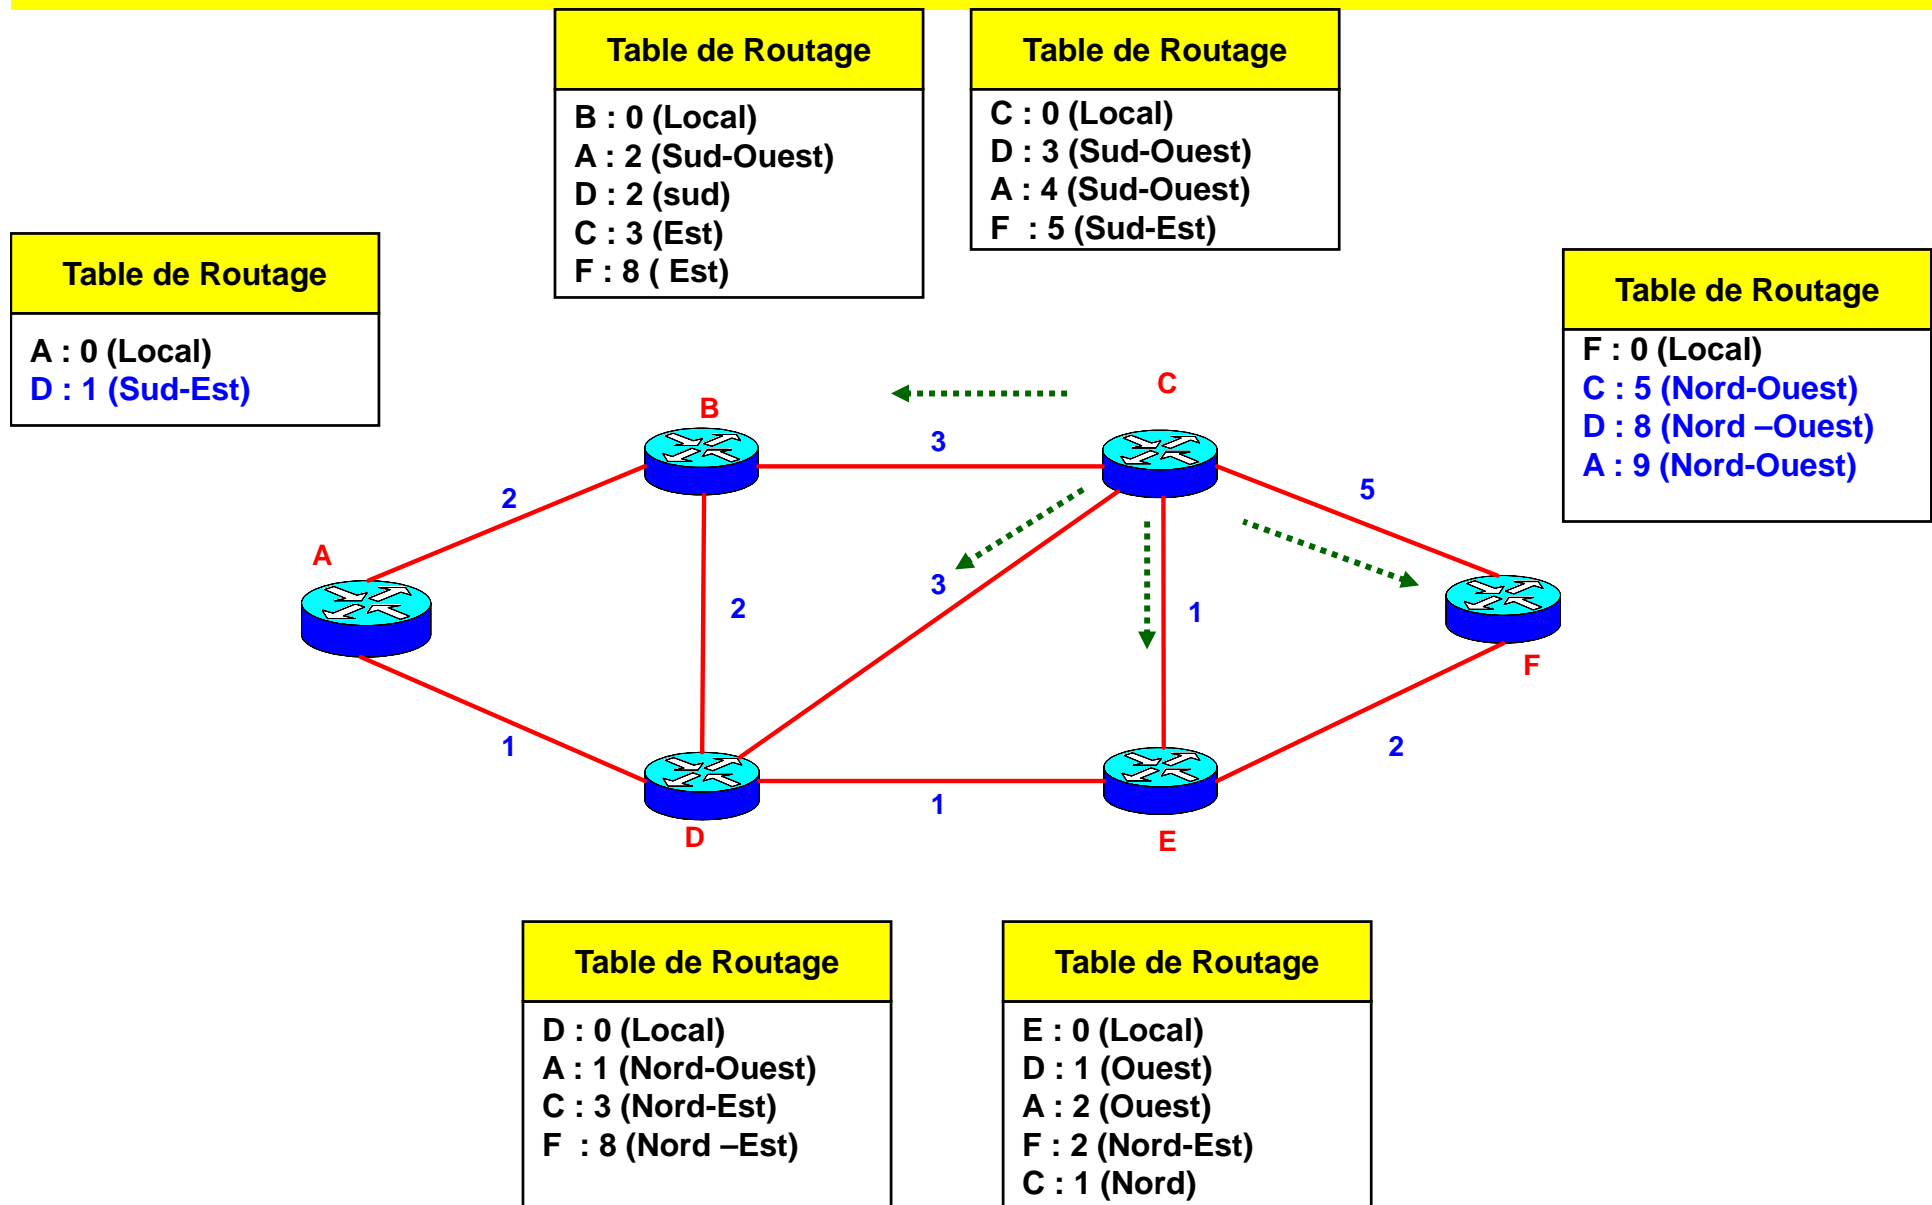 Table de Routage
B : 0 (Local)
A : 2 (Sud-Ouest)
D : 2 (sud)
C : 3 (Est)
F : 8 ( Est)
Table de Routage
C : 0 (Local)
D : 3 (Sud-Ouest)
A : 4 (Sud-Ouest)
F : 5 (Sud-Est)
Table de Routage
A : 0 (Local)
D : 1 (Sud-Est)
Table de Routage
F : 0 (Local)
C : 5 (Nord-Ouest)
D : 8 (Nord –Ouest)
A : 9 (Nord-Ouest)
B
C
3
2
5
A
3
2
1
F
1
2
1
D
E
Table de Routage
D : 0 (Local)
A : 1 (Nord-Ouest)
C : 3 (Nord-Est)
F : 8 (Nord –Est)
Table de Routage
E : 0 (Local)
D : 1 (Ouest)
A : 2 (Ouest)
F : 2 (Nord-Est)
C : 1 (Nord)